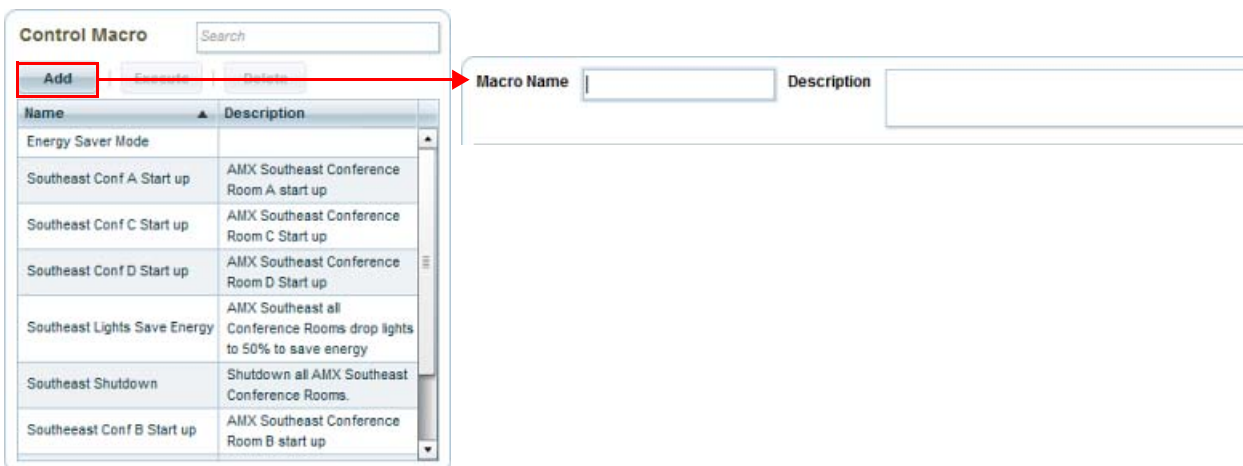 Control Macro
Search
Add
Execute
Delete
Macro Name
Description
Name
Description
Energy Saver Mode
Southeast Conf A Start up
AMX Southeast Conference
Room A start up
Southeast Conf C Start up
AMX Southeast Conference
Room C Start up
Southeast Conf D Start up
AMX Southeast Conference
Room D Start up
Southeast Lights Save Energy
AMX Southeast all
Conference Rooms drop lights
to 50% to save energy
Southeast Shutdown
Shutdown all AMX Southeast
Conference Rooms.
Southeeast Conf B Start up
AMX Southeast Conference
Room B start up